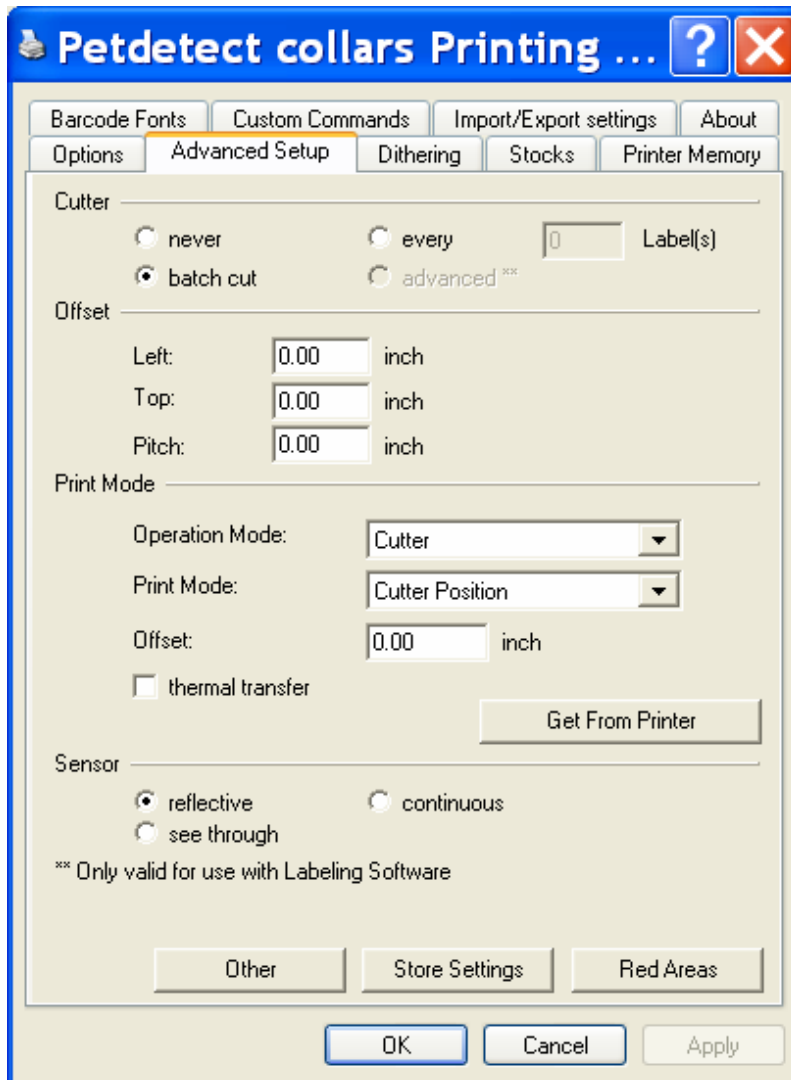 Petdetect collars Printing ...
Barcode Fonts Custom Commands Import/Export settings About
Options Advanced Setup Dithering Stocks Printer Memory
Cutter
never every 0 Label(s)
batch cut advanced **
Offset
Left: 0.00 inch
Top: 0.00 inch
Pitch: 0.00 inch
Print Mode
Operation Mode: Cutter
Print Mode: Cutter Position
Offset: 0.00 inch
thermal transfer
Get From Printer
Sensor
reflective continuous
see through
** Only valid for use with Labeling Software
Other Store Settings Red Areas
OK Cancel Apply